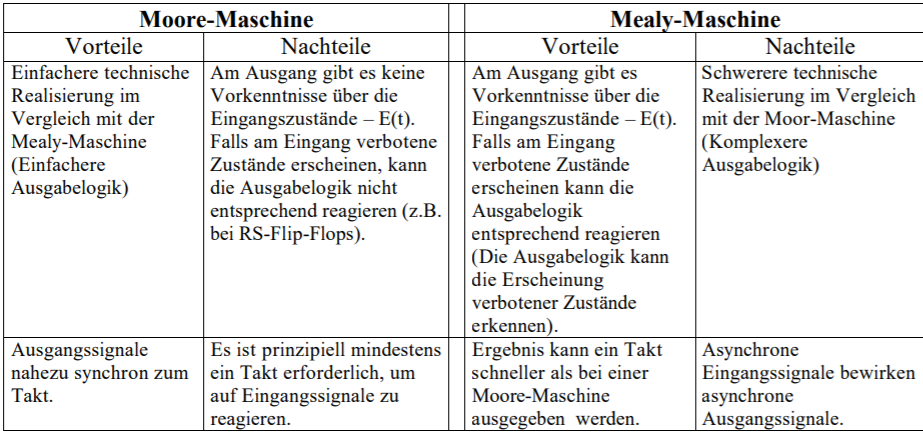 Moore-Maschine
Mealy-Maschine
Vorteile
Nachteile
Vorteile
Nachteile
Einfachere technische
Realisierung im
Vergleich mit der
Mealy-Maschine
(Einfachere
Ausgabelogik)
Am Ausgang gibt es keine
Vorkenntnisse über die
Eingangszustände – E(t).
Falls am Eingang verbotene
Zustände erscheinen, kann
die Ausgabelogik nicht
entsprechend reagieren (z.B.
bei RS-Flip-Flops).
Am Ausgang gibt es
Vorkenntnisse über die
Eingangszustände – E(t).
Falls am Eingang
verbotene Zustände
erscheinen kann die
Ausgabelogik
entsprechend reagieren
(Die Ausgabelogik kann
die Erscheinung
verbotener Zustände
erkennen).
Schwerere technische
Realisierung im Vergleich
mit der Moor-Maschine
(Komplexere
Ausgabelogik)
Ausgangssignale
nahezu synchron zum
Takt.
Es ist prinzipiell mindestens
ein Takt erforderlich, um
auf Eingangssignale zu
reagieren.
Ergebnis kann ein Takt
schneller als bei einer
Moore-Maschine
ausgegeben werden.
Asynchrone
Eingangssignale bewirken
asynchrone
Ausgangssignale.